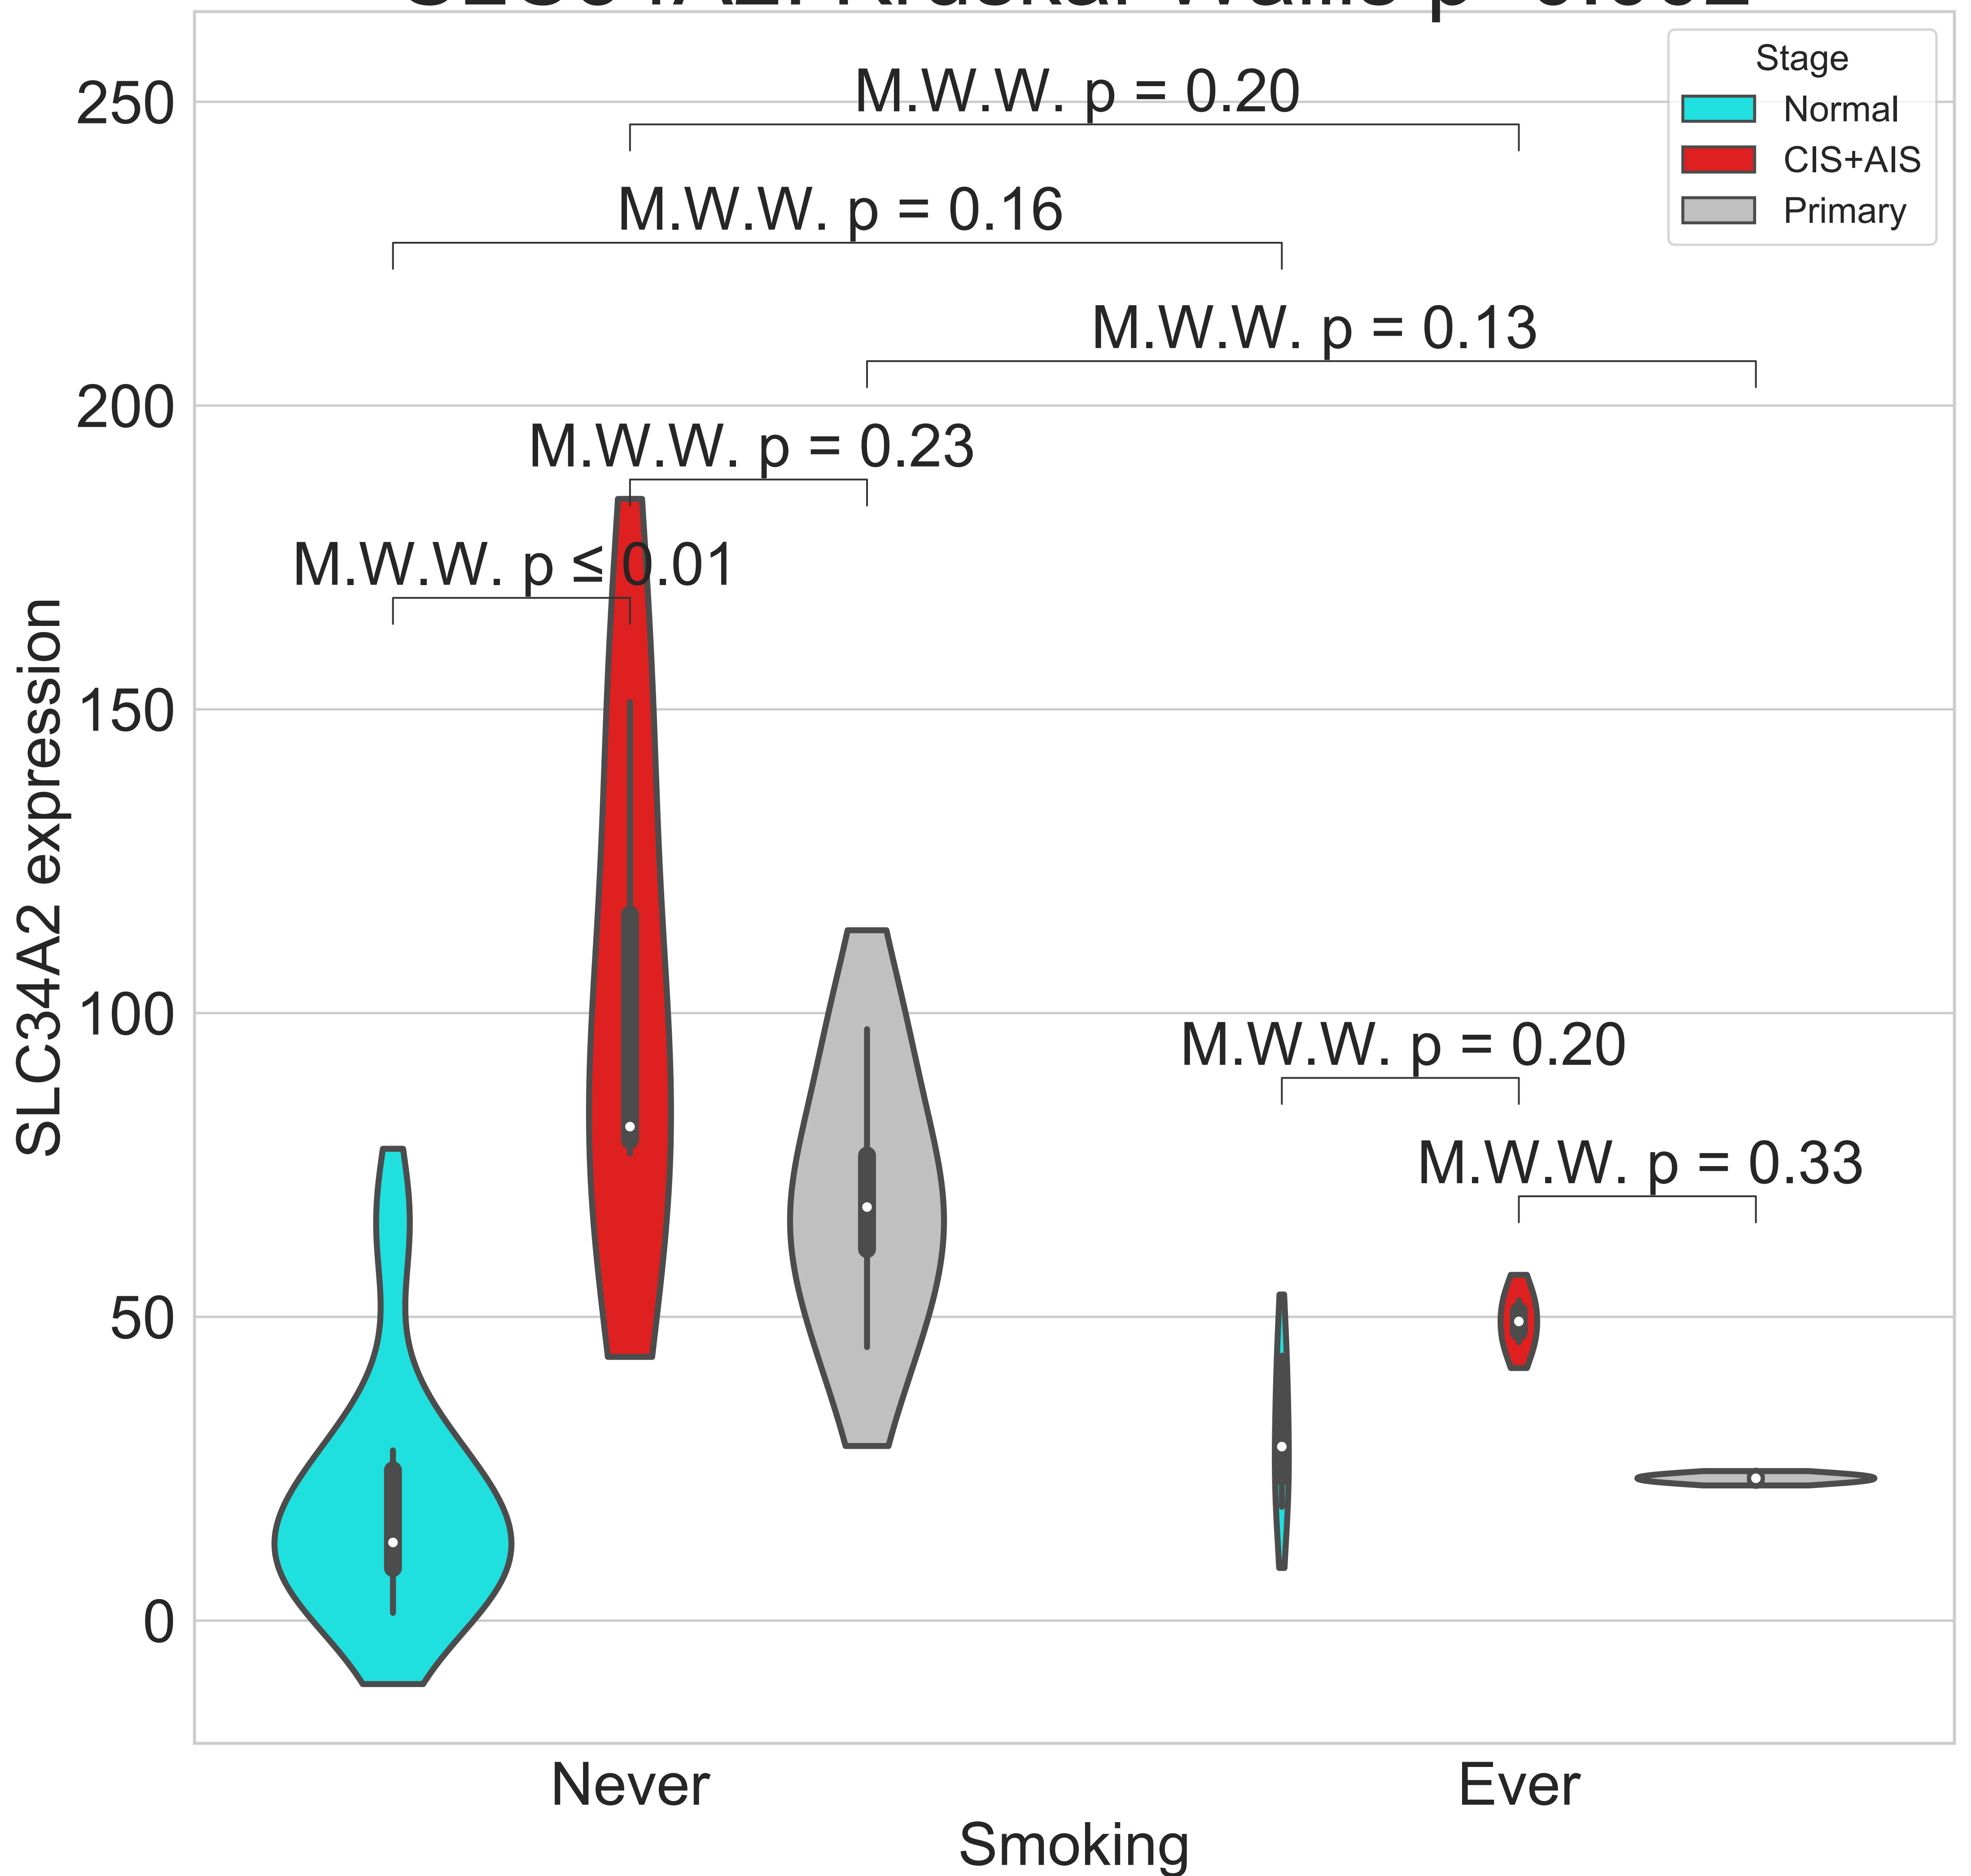 250
200
150
100
50
0
SLC34A2 expression
M.W.W. p = 0.20
M.W.W. p = 0.16
M.W.W. p = 0.13
M.W.W. p = 0.23
M.W.W. p ≤ 0.01
M.W.W. p = 0.20
M.W.W. p = 0.33
Stage
Normal
CIS+AIS
Primary
Never
Ever
Smoking